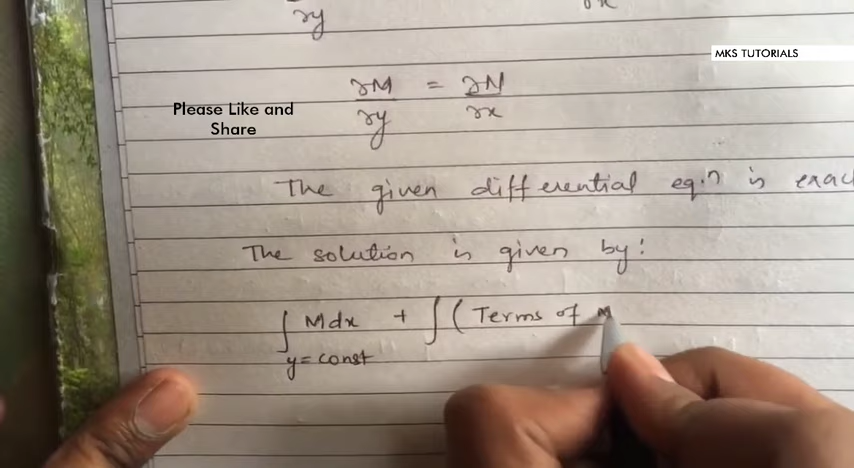 ∂y ∂x
MKS TUTORIALS
∂M = ∂N
Please Like and
∂y ∂x
Share
The given differential eq.n is exac
The solution is given by:
∫ Mdx + ∫ ( Terms of
y = const